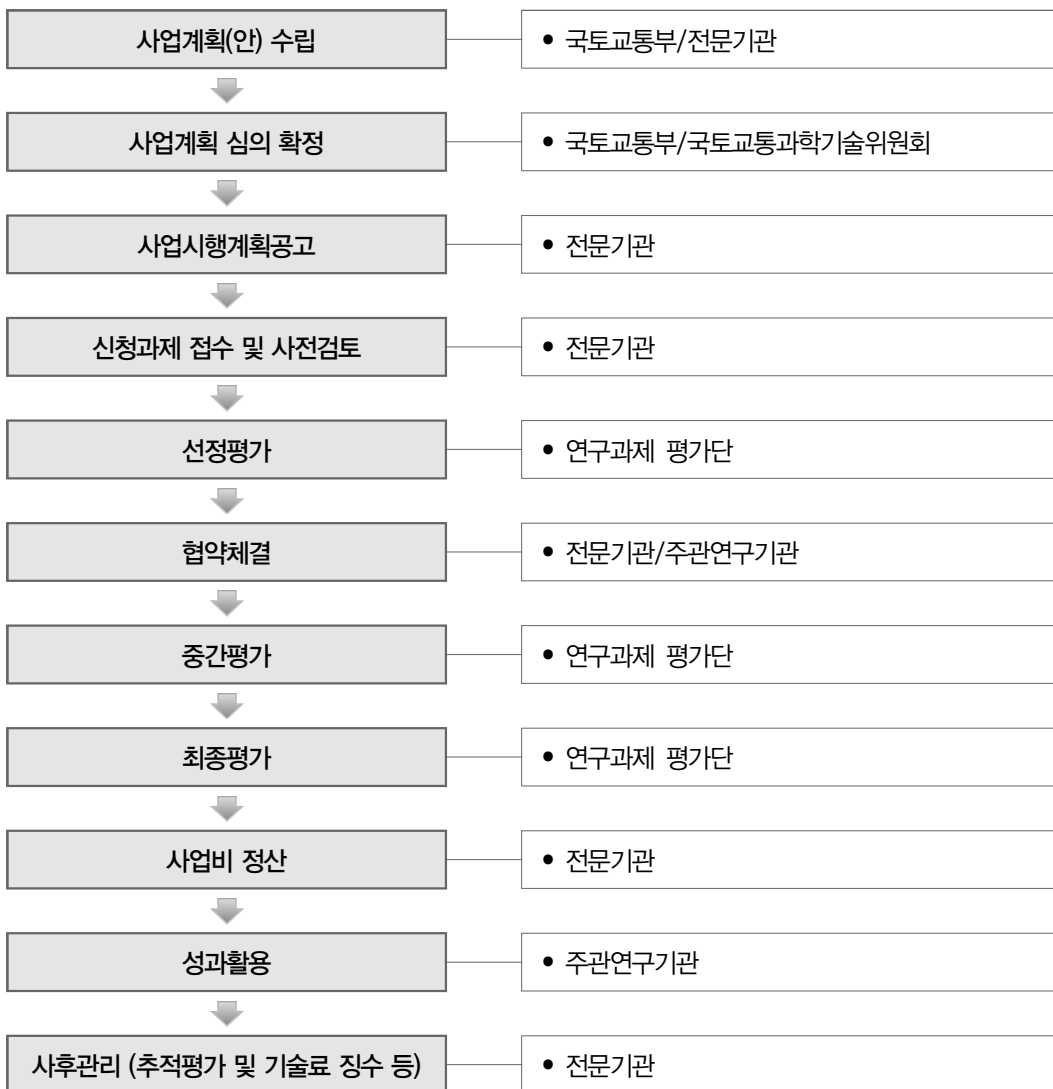 사업계획(안) 수립
• 국토교통부/전문기관
사업계획 심의 확정
• 국토교통부/국토교통과학기술위원회
사업시행계획공고
• 전문기관
신청과제 접수 및 사전검토
• 전문기관
선정평가
• 연구과제 평가단
협약체결
• 전문기관/주관연구기관
중간평가
• 연구과제 평가단
최종평가
• 연구과제 평가단
사업비 정산
• 전문기관
성과활용
• 주관연구기관
사후관리 (추적평가 및 기술료 징수 등)
• 전문기관